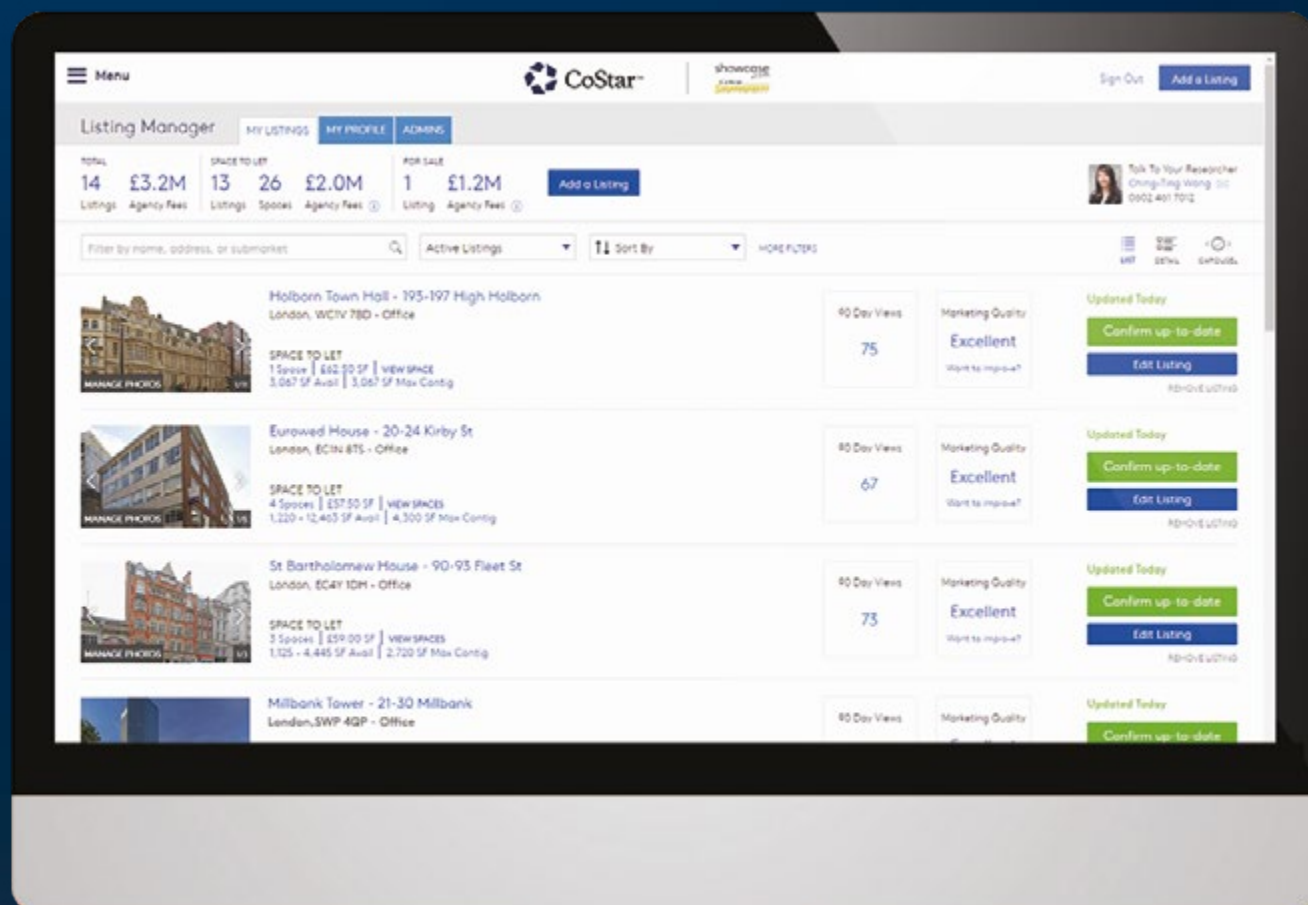 Menu
CoStar™
showcase
Sign Out
Add a Listing
Listing Manager
MY LISTINGS
MY PROFILE
ADMINS
TOTAL
SPACE TO LET
FOR SALE
14 £3.2M 13 26 £2.0M 1 £1.2M
Add a Listing
Listings Agency Fees Listings Spaces Agency Fees Listing Agency Fees
Talk To Your Researcher
Ching-Ting Wang
Filter by name, address, or submarket
Active Listings
Sort By
MORE FILTERS
LIST
DETAIL
CAROUSEL
Holborn Town Hall - 193-197 High Holborn
London, WC1V 7BD - Office
SPACE TO LET
1 Space | £62.50 SF | VIEW SPACE
3,067 SF Avail | 3,067 SF Max Contig
MANAGE PHOTOS
90 Day Views
75
Marketing Quality
Excellent
Want to improve?
Updated Today
Confirm up-to-date
Edit Listing
REMOVE LISTING
Eurowed House - 20-24 Kirby St
London, EC1N 8TS - Office
SPACE TO LET
4 Spaces | £57.50 SF | VIEW SPACES
1,220 - 12,463 SF Avail | 4,300 SF Max Contig
MANAGE PHOTOS
90 Day Views
67
Marketing Quality
Excellent
Want to improve?
Updated Today
Confirm up-to-date
Edit Listing
REMOVE LISTING
St Bartholomew House - 90-93 Fleet St
London, EC4Y 1DH - Office
SPACE TO LET
3 Spaces | £59.00 SF | VIEW SPACES
1,125 - 4,445 SF Avail | 2,720 SF Max Contig
MANAGE PHOTOS
1/3
90 Day Views
73
Marketing Quality
Excellent
Want to improve?
Updated Today
Confirm up-to-date
Edit Listing
REMOVE LISTING
Millbank Tower - 21-30 Millbank
London, SWP 4QP - Office
90 Day Views
Marketing Quality
Updated Today
Confirm up-to-date